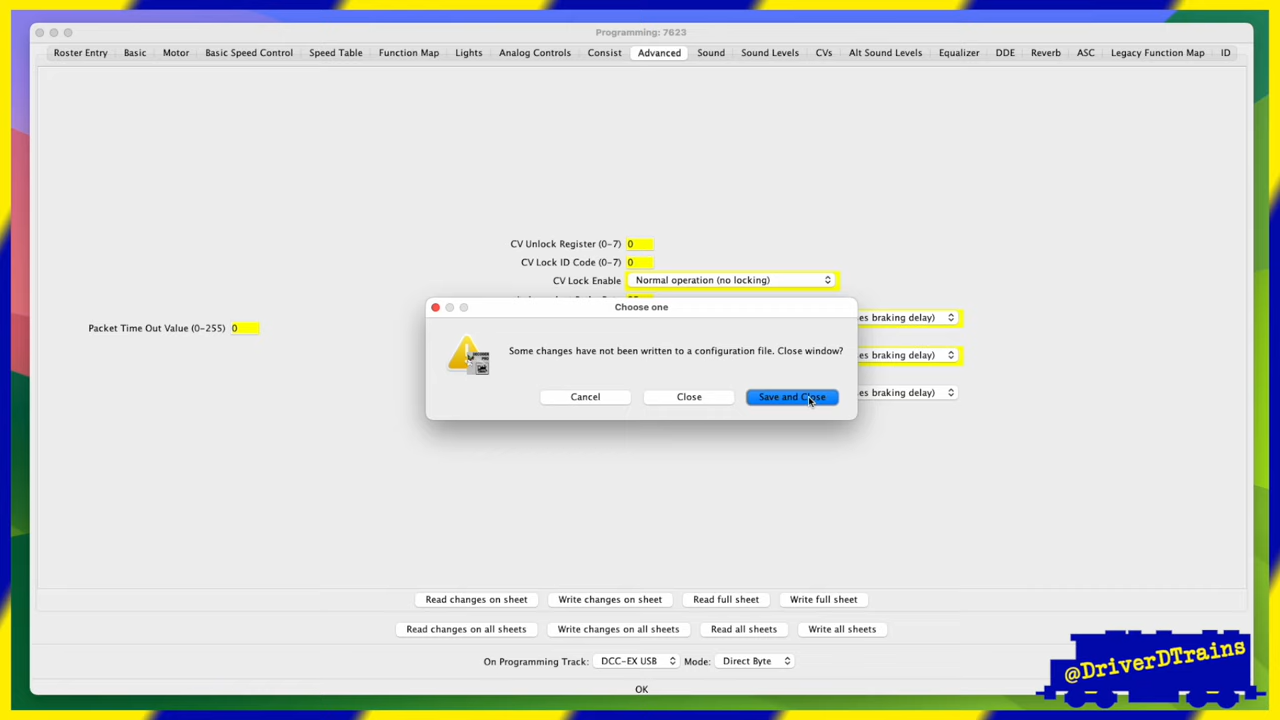 Programming: 7623
Roster Entry Basic Motor Basic Speed Control Speed Table Function Map Lights Analog Controls Consist Advanced Sound Sound Levels CVs Alt Sound Levels Equalizer DDE Reverb ASC Legacy Function Map ID
CV Unlock Register (0-7) 0
CV Lock ID Code (0-7) 0
CV Lock Enable Normal operation (no locking)
Choose one
es braking delay)
Packet Time Out Value (0-255) 0
Some changes have not been written to a configuration file. Close window?
es braking delay)
es braking delay)
Cancel Close Save and Close
Read changes on sheet Write changes on sheet Read full sheet Write full sheet
Read changes on all sheets Write changes on all sheets Read all sheets Write all sheets
On Programming Track: DCC-EX USB Mode: Direct Byte
OK
@DriverDTrains